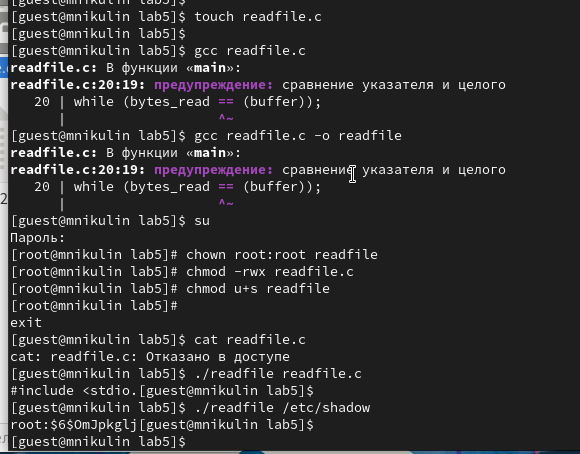 [guest@mnikulin lab5]$
[guest@mnikulin lab5]$ touch readfile.c
[guest@mnikulin lab5]$
[guest@mnikulin lab5]$ gcc readfile.c
readfile.c: В функции «main»:
readfile.c:20:19: предупреждение: сравнение указателя и целого
20 | while (bytes_read == (buffer));
| ^~
[guest@mnikulin lab5]$ gcc readfile.c -o readfile
readfile.c: В функции «main»:
readfile.c:20:19: предупреждение: сравнение указателя и целого
20 | while (bytes_read == (buffer));
| ^~
[guest@mnikulin lab5]$ su
Пароль:
[root@mnikulin lab5]# chown root:root readfile
[root@mnikulin lab5]# chmod -rwx readfile.c
[root@mnikulin lab5]# chmod u+s readfile
[root@mnikulin lab5]#
exit
[guest@mnikulin lab5]$ cat readfile.c
cat: readfile.c: Отказано в доступе
[guest@mnikulin lab5]$ ./readfile readfile.c
#include <stdio.[guest@mnikulin lab5]$
[guest@mnikulin lab5]$ ./readfile /etc/shadow
root:$6$OmJpkglj[guest@mnikulin lab5]$
[guest@mnikulin lab5]$